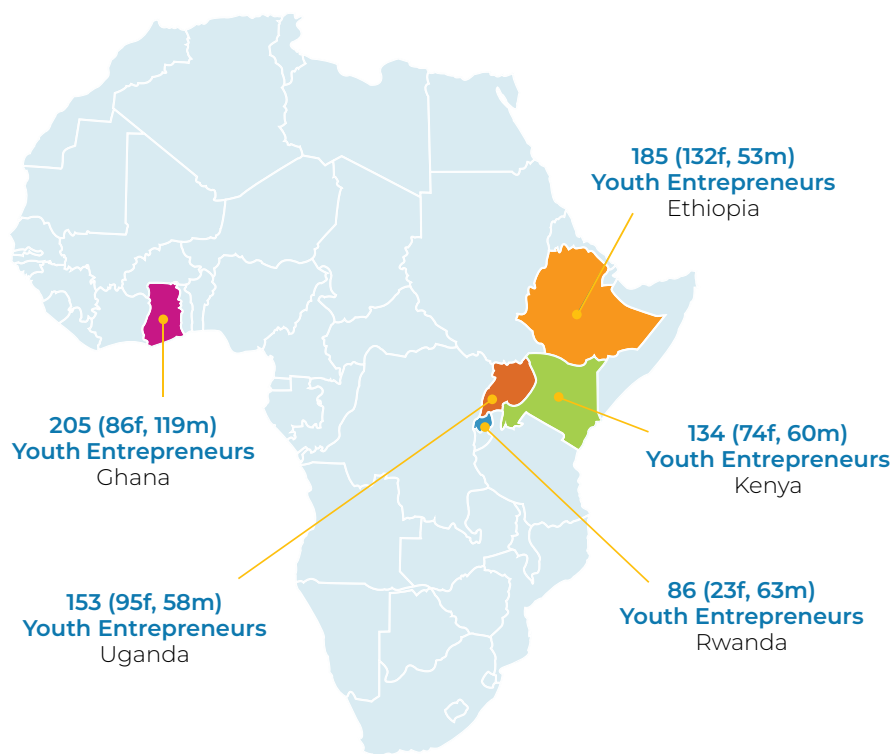 185 (132f, 53m)
Youth Entrepreneurs
Ethiopia
205 (86f, 119m)
Youth Entrepreneurs
Ghana
134 (74f, 60m)
Youth Entrepreneurs
Kenya
153 (95f, 58m)
Youth Entrepreneurs
Uganda
86 (23f, 63m)
Youth Entrepreneurs
Rwanda